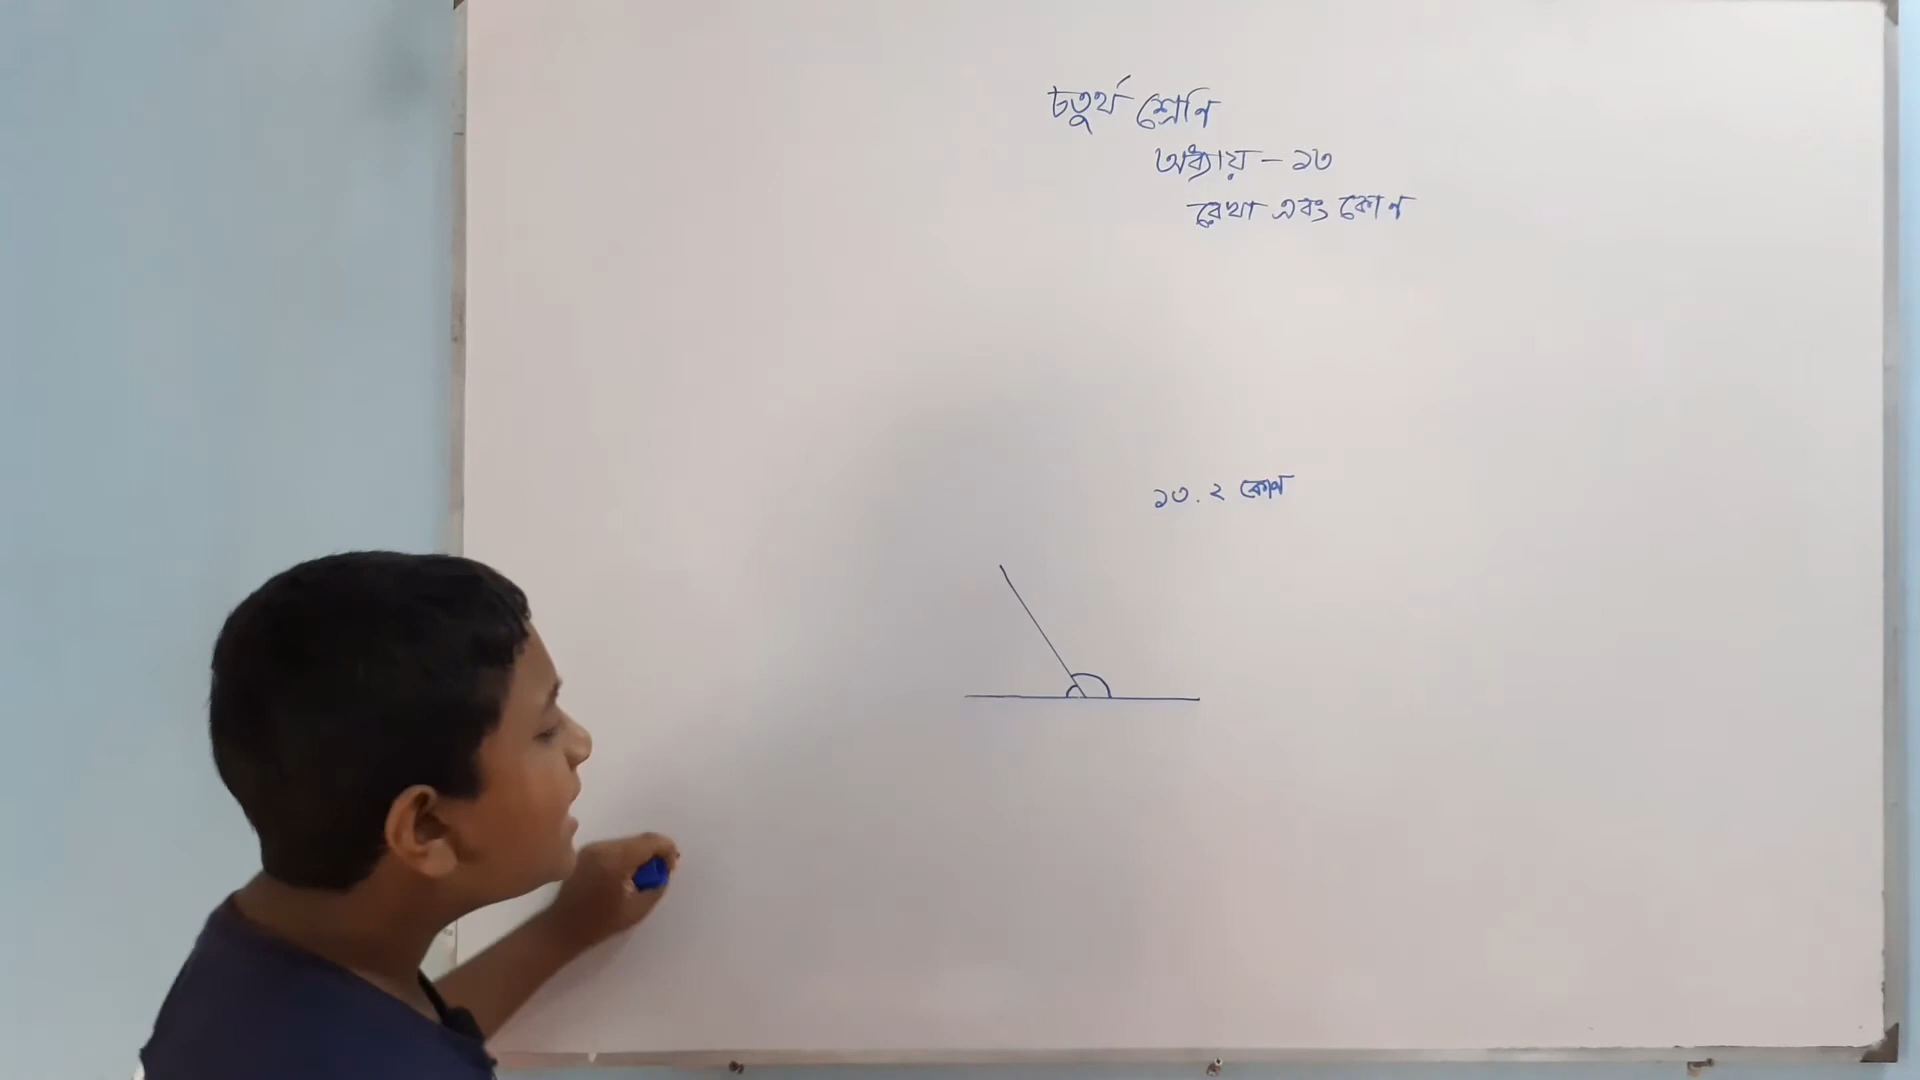 চতুর্থ শ্রেনি
অধ্যায় - ১৩
রেখা এবং কোণ
১৩.২ কোণ